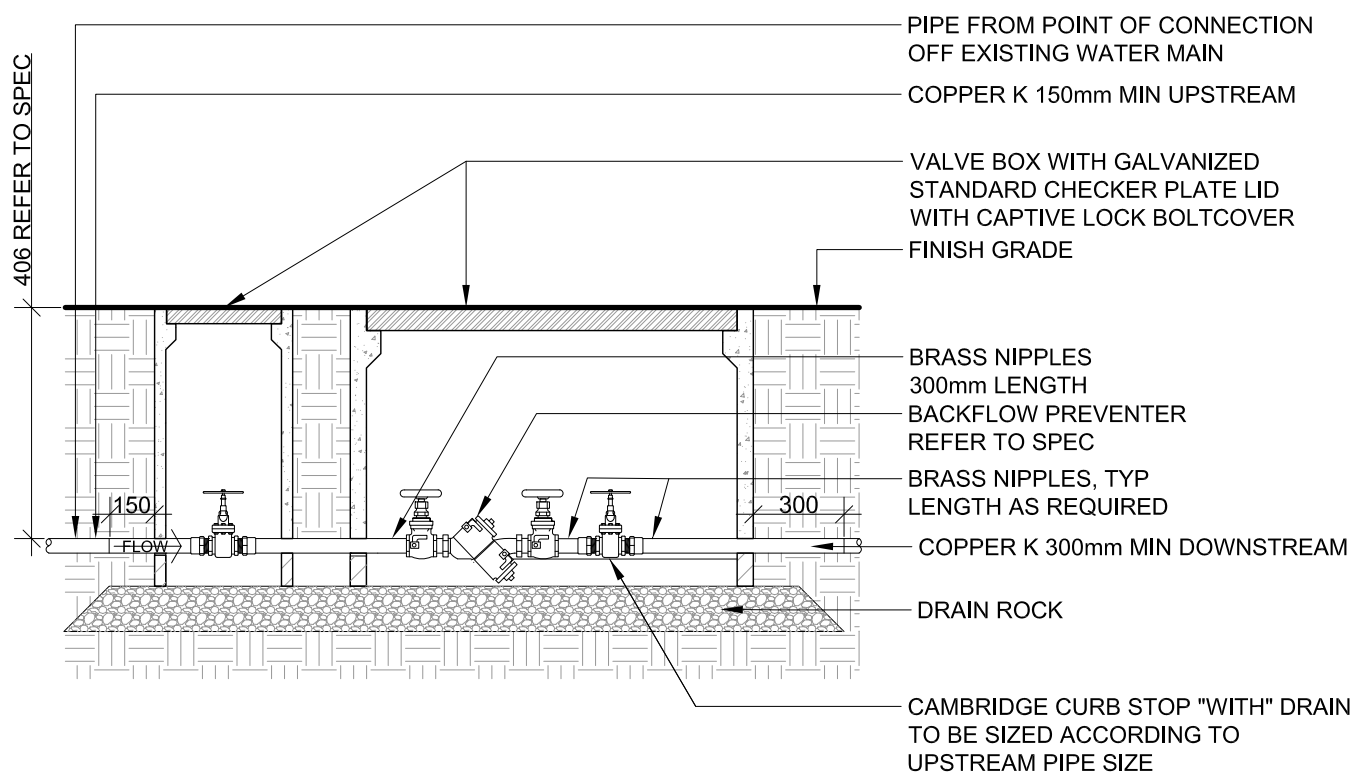 PIPE FROM POINT OF CONNECTION
OFF EXISTING WATER MAIN
406 REFER TO SPEC
COPPER K 150mm MIN UPSTREAM
VALVE BOX WITH GALVANIZED
STANDARD CHECKER PLATE LID
WITH CAPTIVE LOCK BOLTCOVER
FINISH GRADE
BRASS NIPPLES
300mm LENGTH
BACKFLOW PREVENTER
REFER TO SPEC
BRASS NIPPLES, TYP
LENGTH AS REQUIRED
150
300
FLOW
COPPER K 300mm MIN DOWNSTREAM
DRAIN ROCK
CAMBRIDGE CURB STOP "WITH" DRAIN
TO BE SIZED ACCORDING TO
UPSTREAM PIPE SIZE